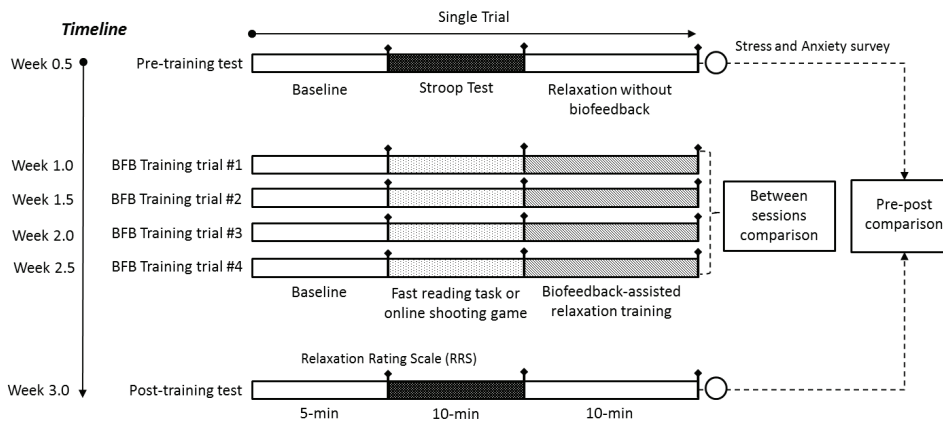 Timeline
Single Trial
Week 0.5
Pre-training test
Stress and Anxiety survey
Baseline
Stroop Test
Relaxation without
biofeedback
Week 1.0
BFB Training trial #1
Week 1.5
BFB Training trial #2
Week 2.0
BFB Training trial #3
Week 2.5
BFB Training trial #4
Between
sessions
comparison
Pre-post
comparison
Baseline
Fast reading task or
online shooting game
Biofeedback-assisted
relaxation training
Relaxation Rating Scale (RRS)
Week 3.0
Post-training test
5-min
10-min
10-min